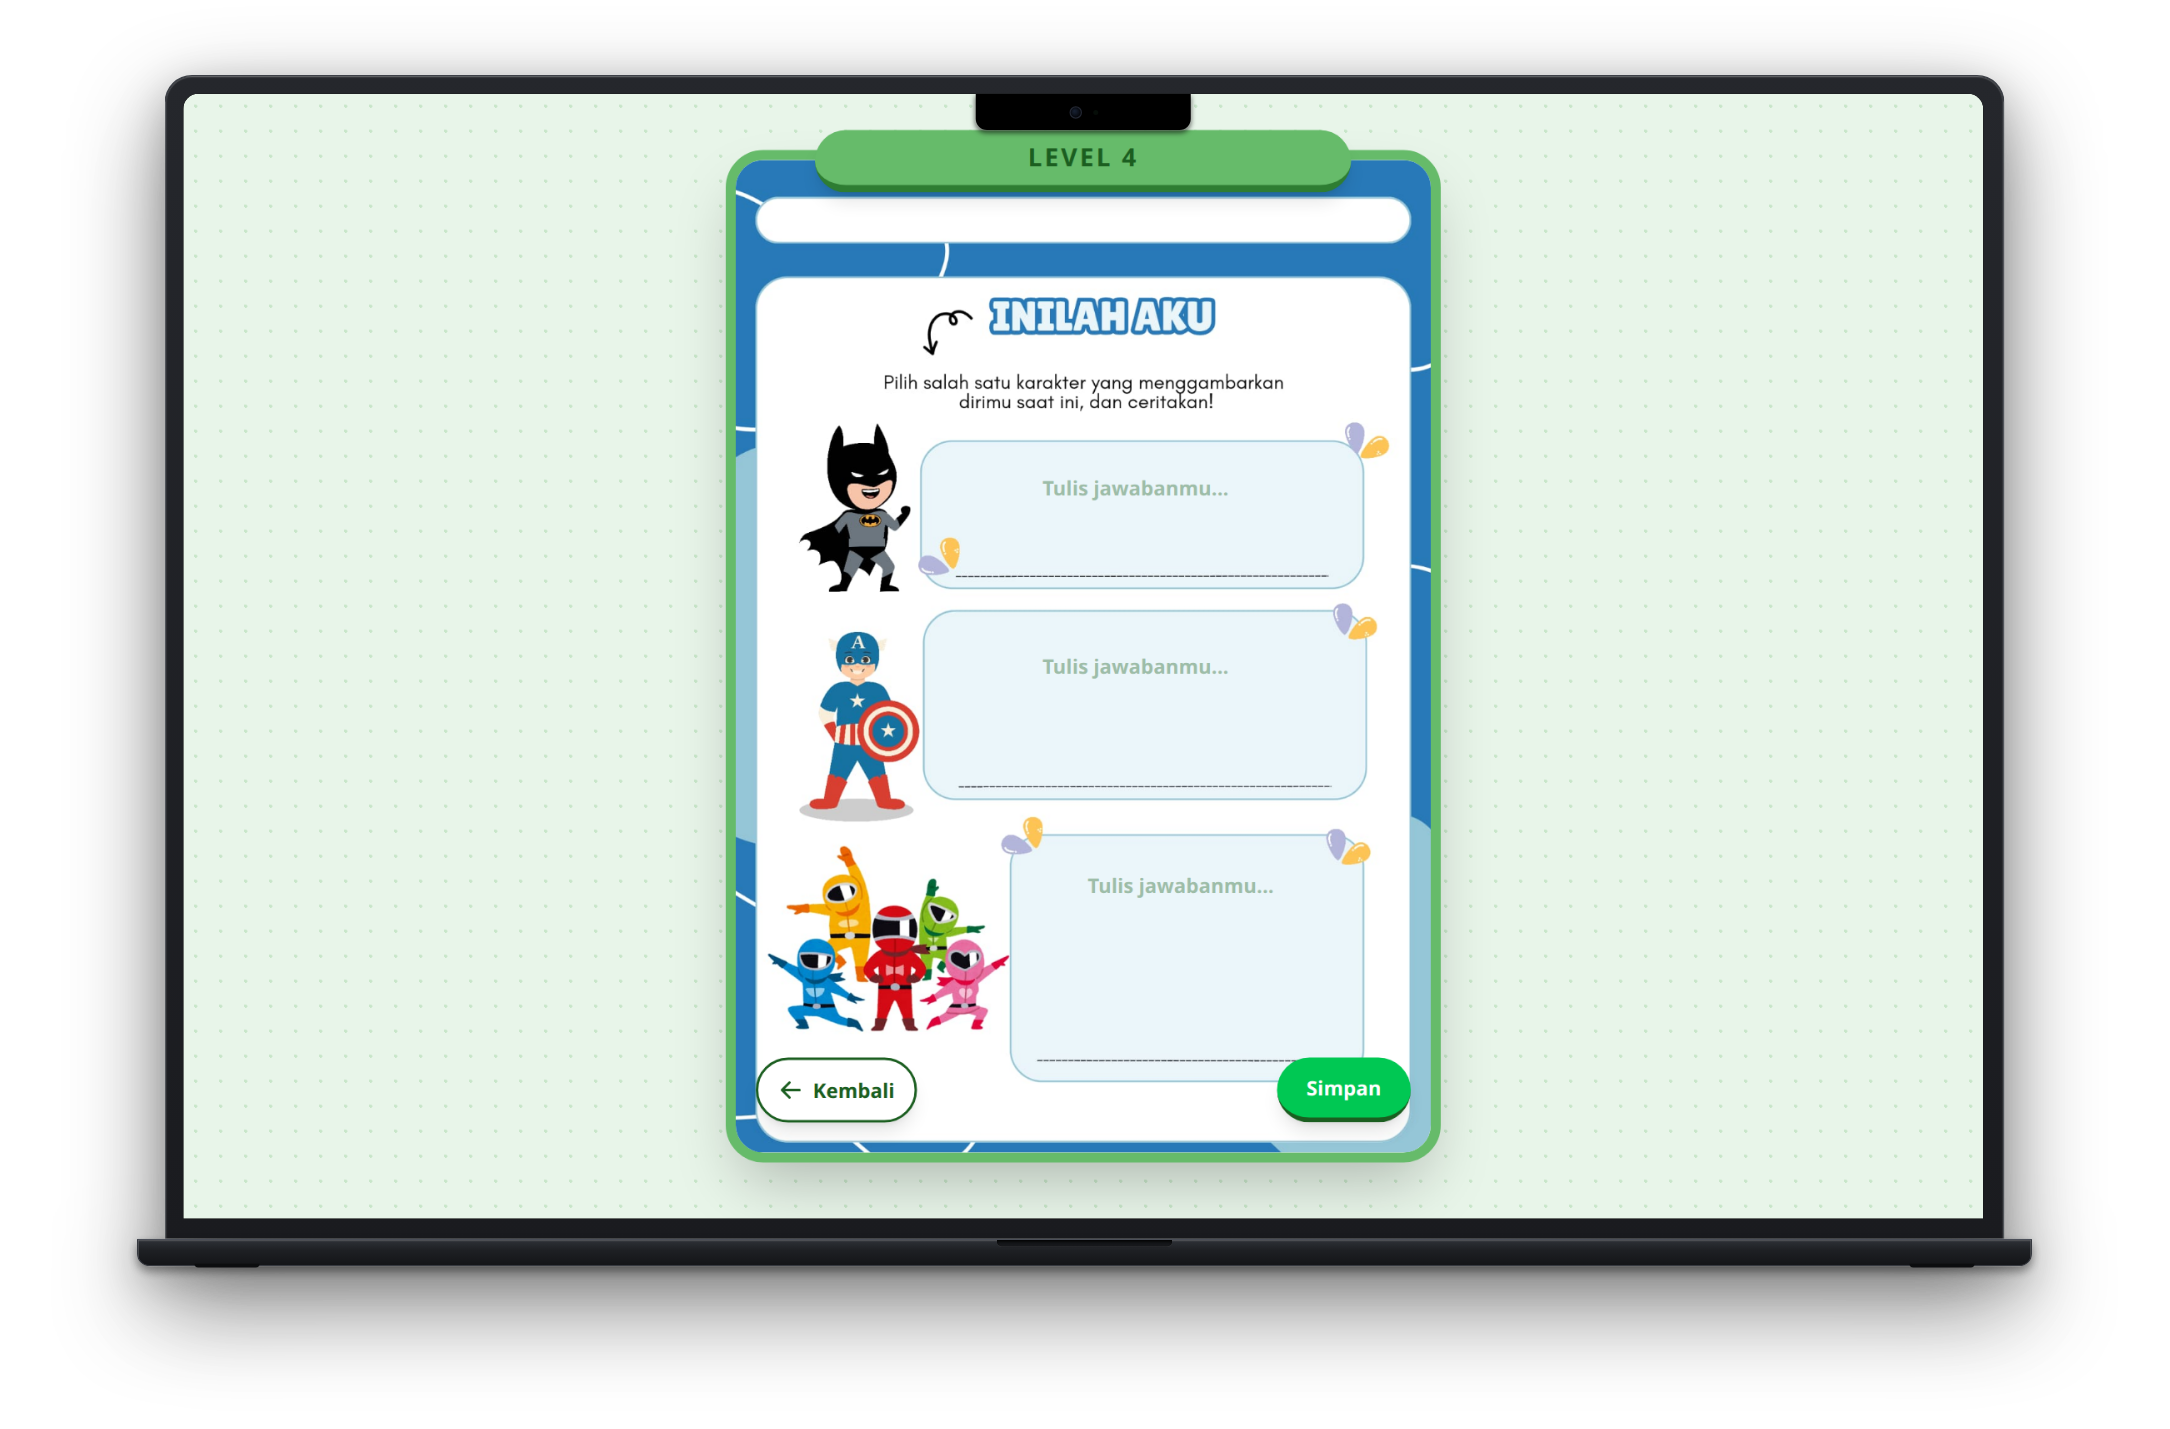 LEVEL 4
INILAH AKU
Pilih salah satu karakter yang menggambarkan
dirimu saat ini, dan ceritakan!
Tulis jawabanmu...
A
Tulis jawabanmu...
Tulis jawabanmu...
Kembali
Simpan